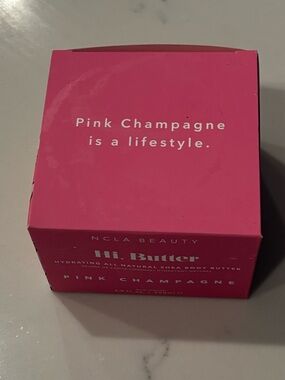 Pink Champagne
is a lifestyle.
NCLA BEAUTY
Hi, Butter
HYDRATING ALL NATURAL SHEA BODY BUTTER
PINK CHAMPAGNE